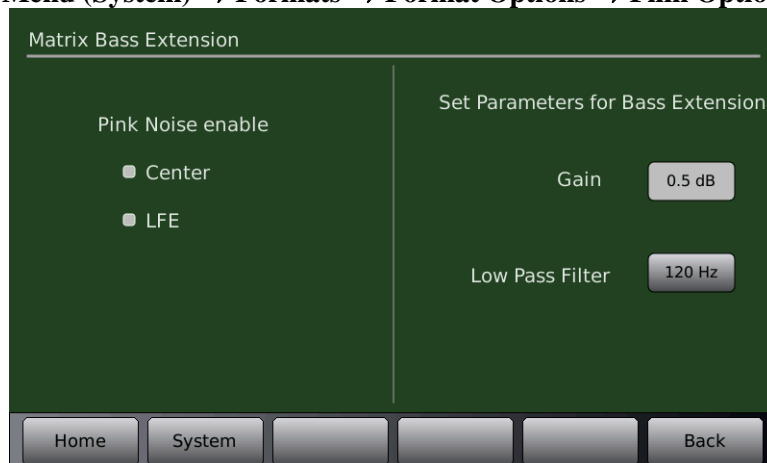 Menu (System) → Formats → Format Options → Film Optio
Matrix Bass Extension
Pink Noise enable
Center
LFE
Set Parameters for Bass Extension
Gain
0.5 dB
Low Pass Filter
120 Hz
Home
System
Back